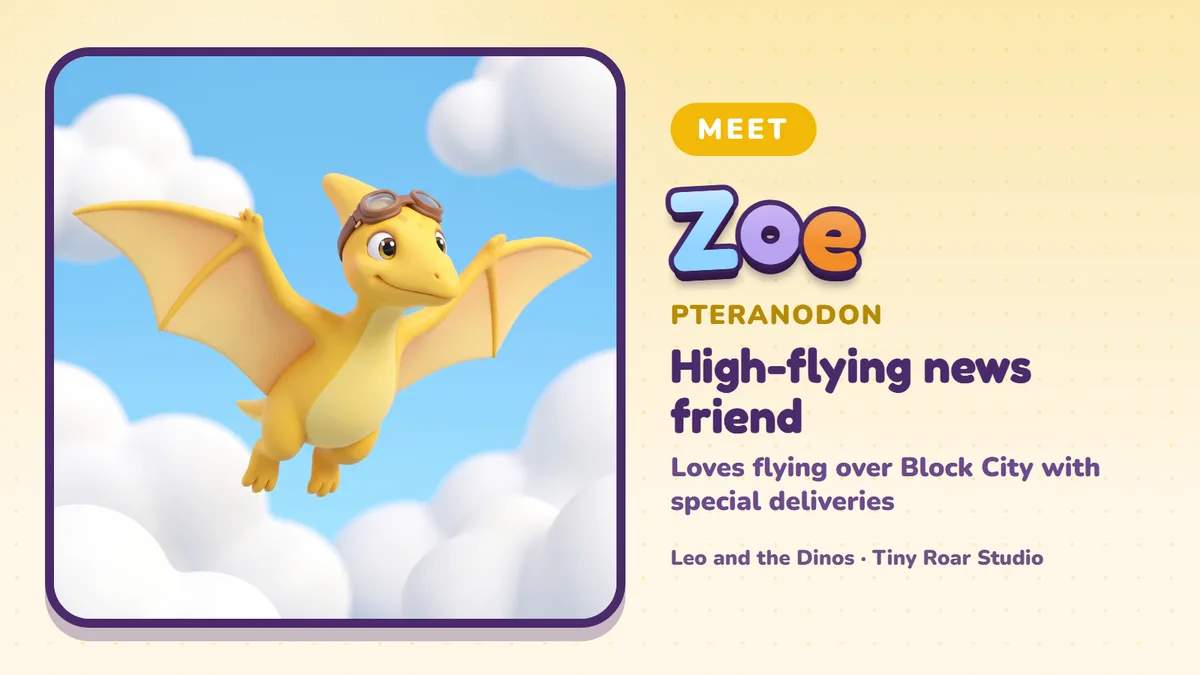 MEET
Zoe
PTERANODON
High-flying news
friend
Loves flying over Block City with
special deliveries
Leo and the Dinos · Tiny Roar Studio